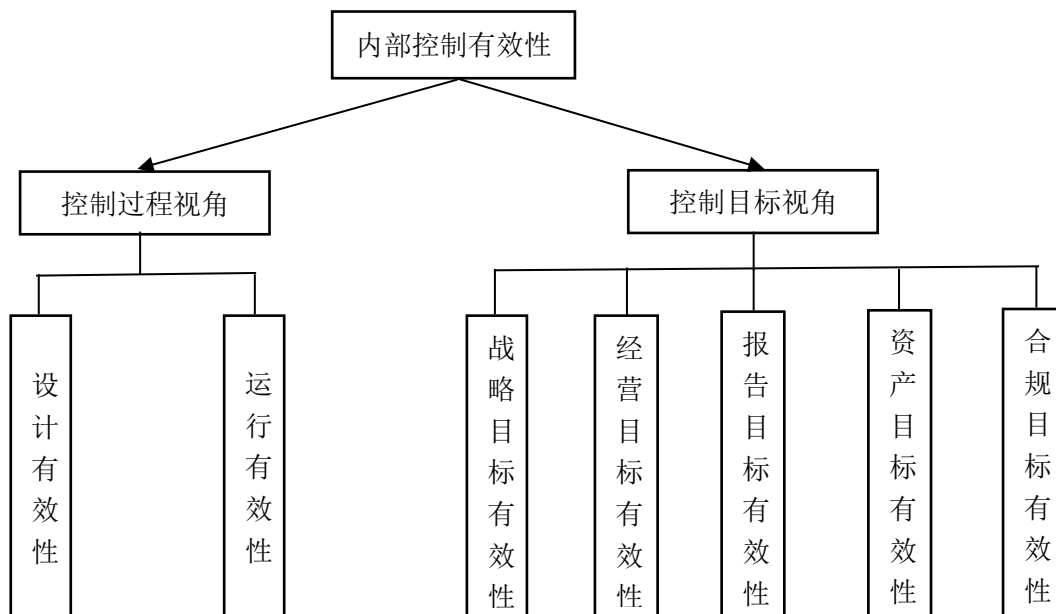 内部控制有效性
控制过程视角
控制目标视角
设计有效性
运行有效性
战略目标有效性
经营目标有效性
报告目标有效性
资产目标有效性
合规目标有效性